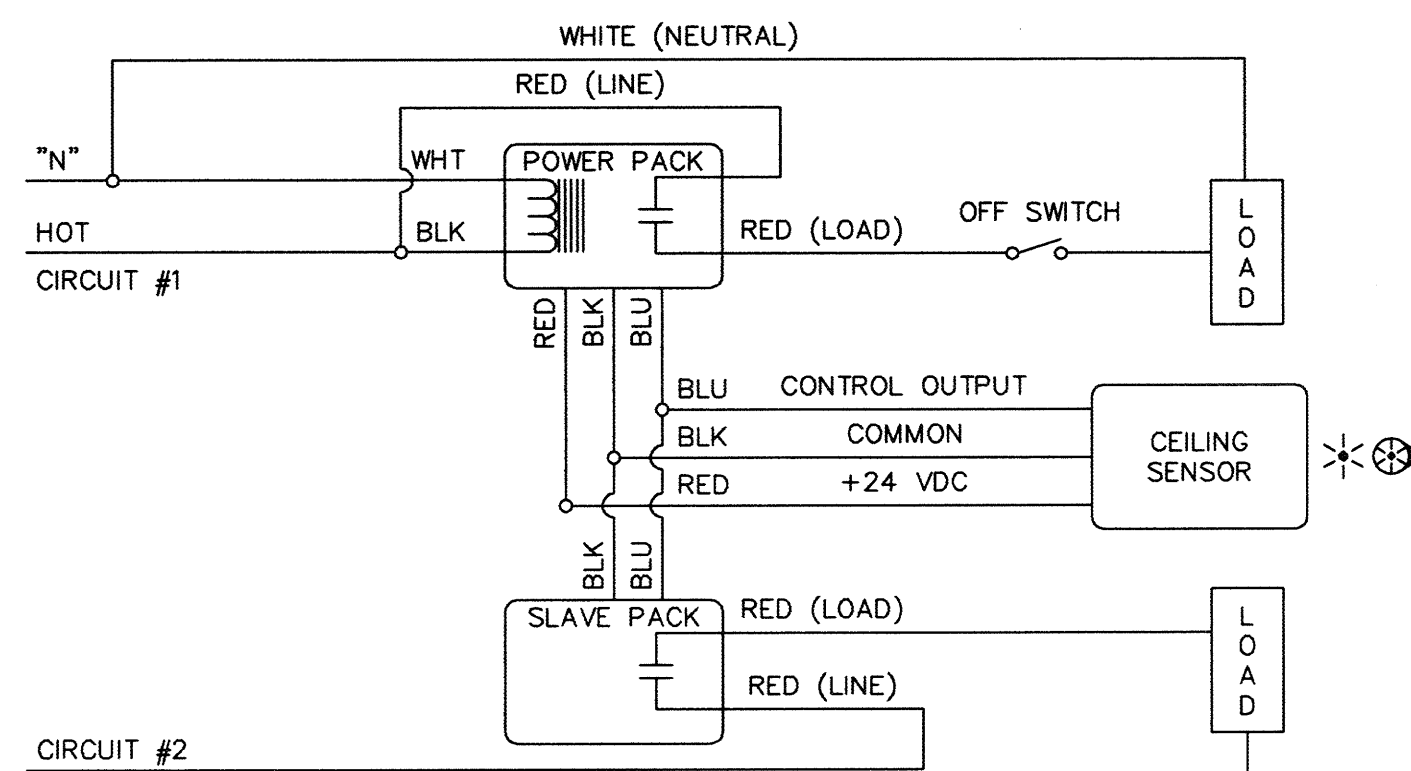 WHITE (NEUTRAL)
RED (LINE)
"N"
WHT
POWER PACK
HOT
BLK
RED (LOAD)
OFF SWITCH
LOAD
CIRCUIT #1
RED
BLK
BLU
BLU CONTROL OUTPUT
BLK COMMON
RED +24 VDC
CEILING
SENSOR
BLK
BLU
SLAVE PACK
RED (LOAD)
LOAD
RED (LINE)
CIRCUIT #2